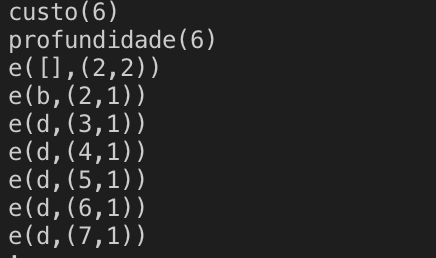 custo(6)
profundidade(6)
e([],(2,2))
e(b,(2,1))
e(d,(3,1))
e(d,(4,1))
e(d,(5,1))
e(d,(6,1))
e(d,(7,1))